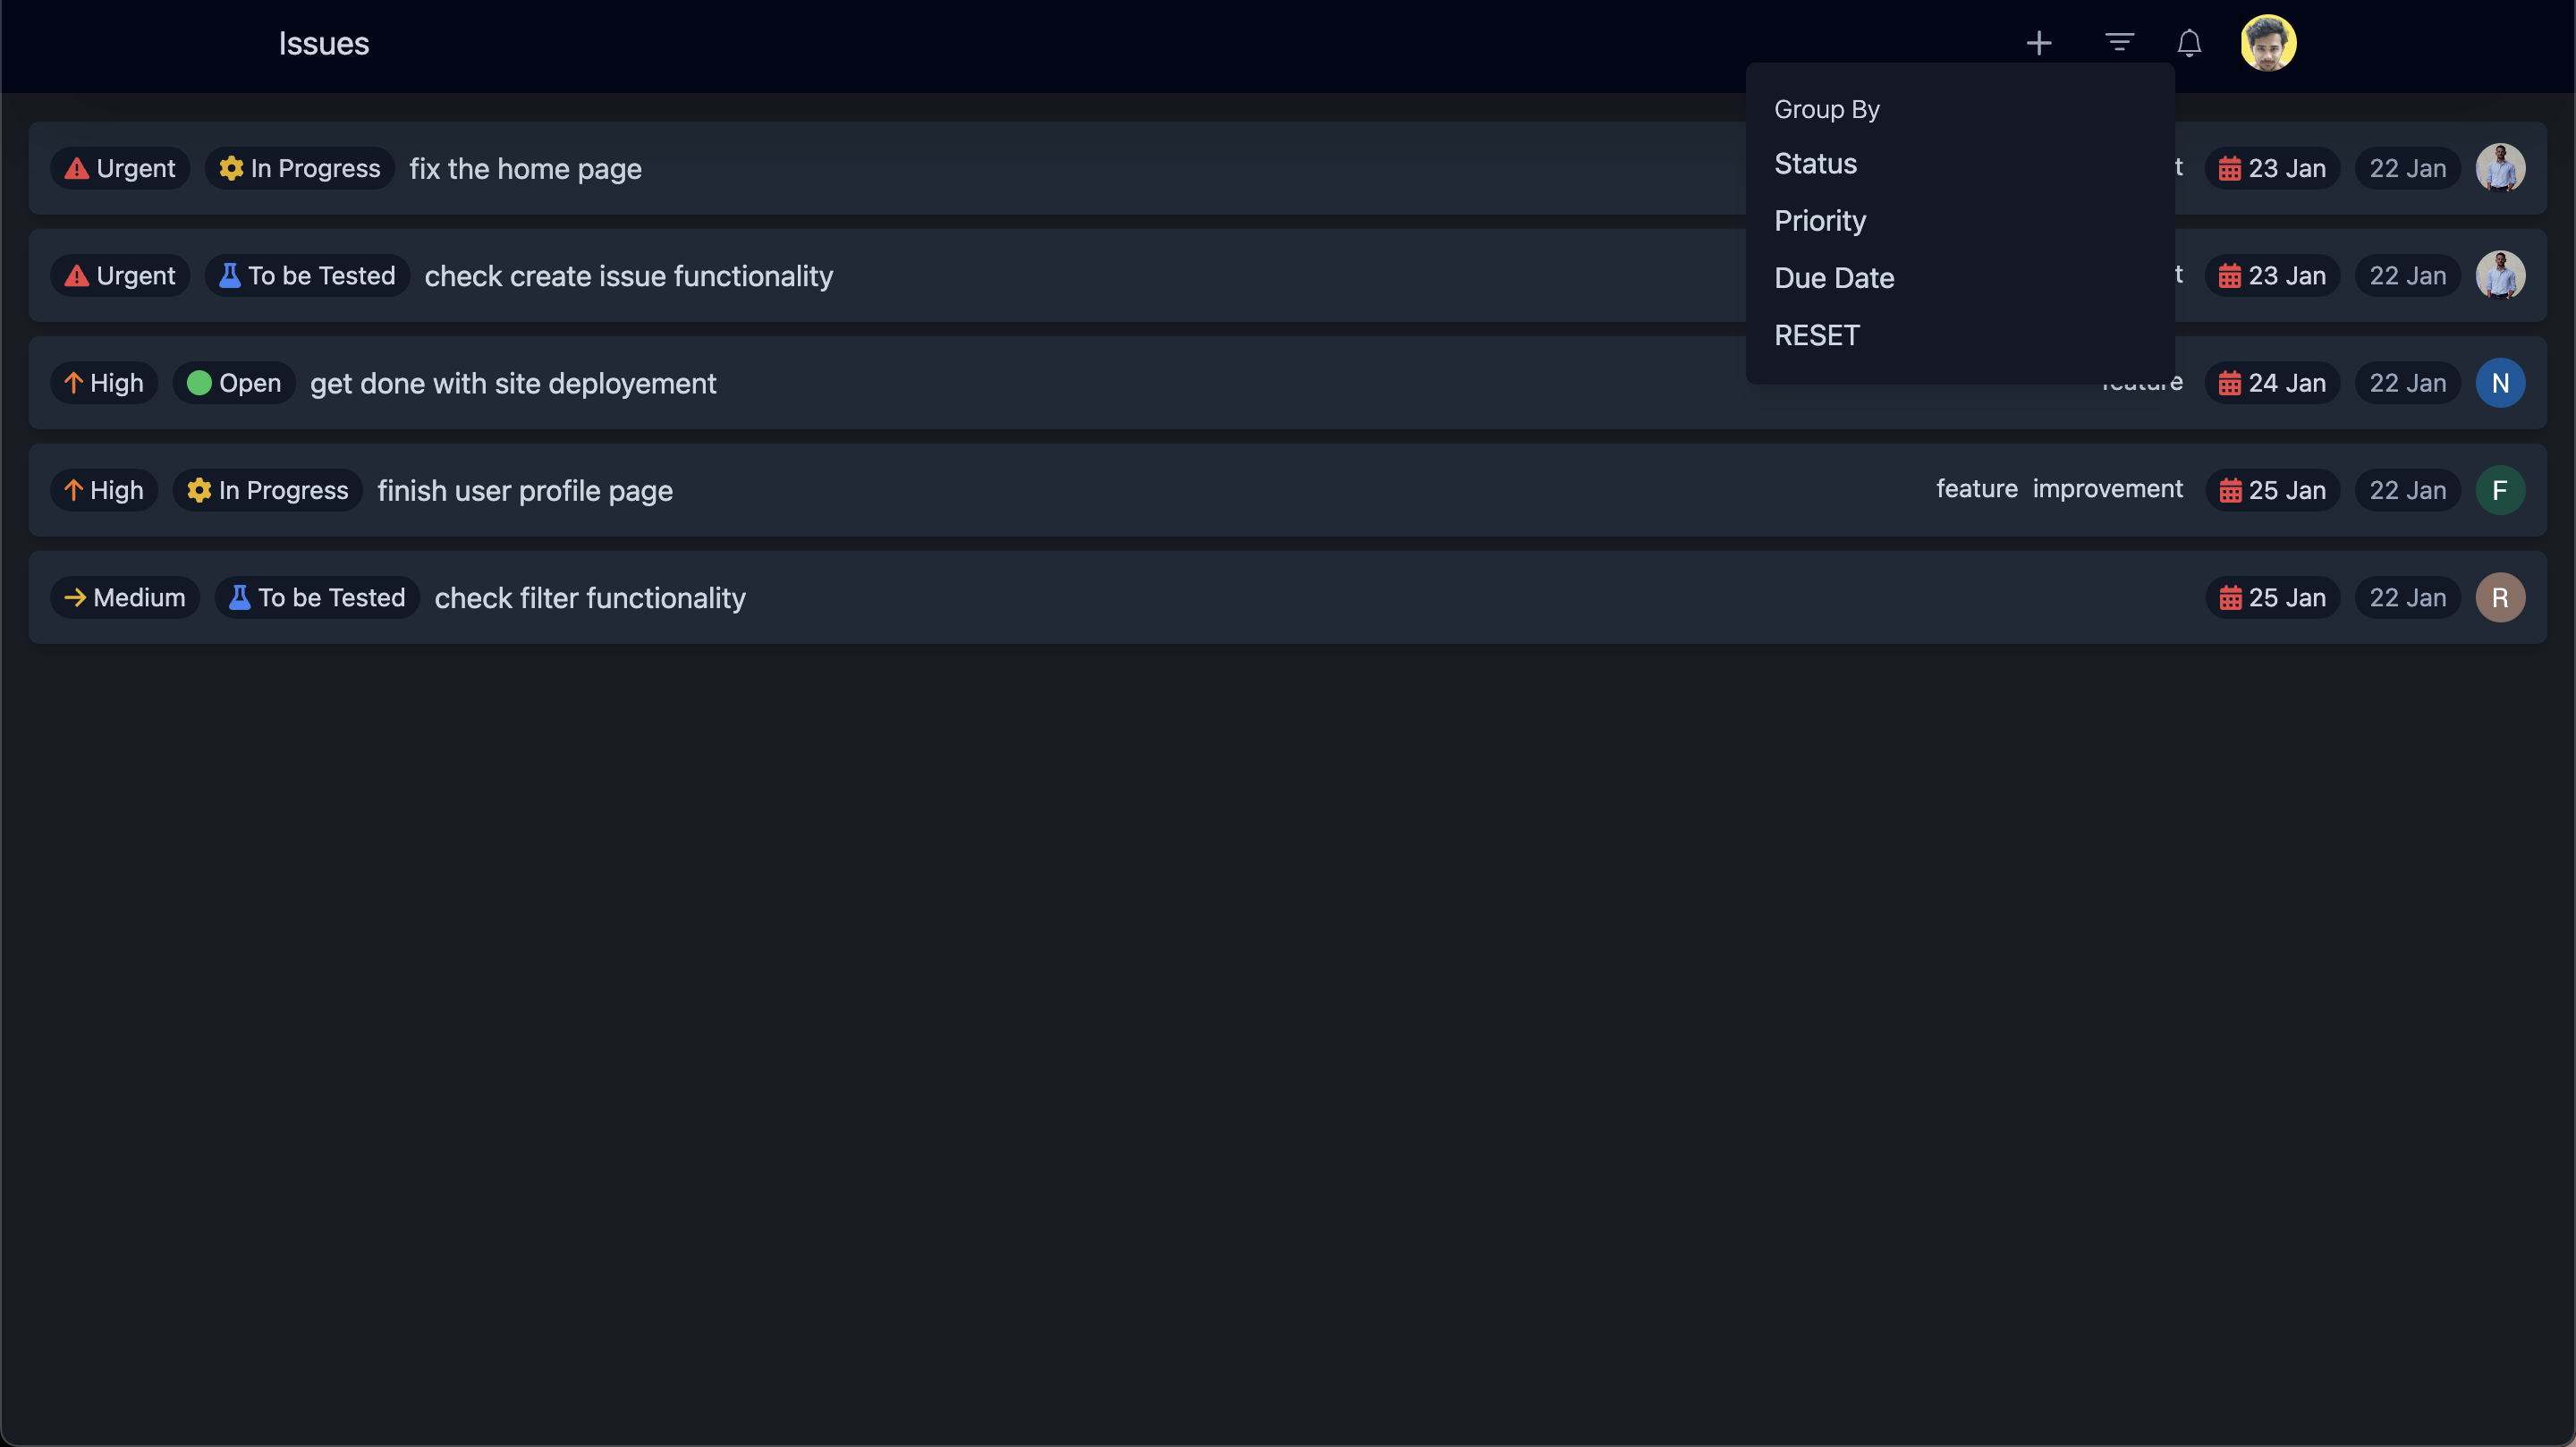 Issues
Group By
Status
Priority
Due Date
RESET
Urgent In Progress fix the home page 23 Jan 22 Jan
Urgent To be Tested check create issue functionality 23 Jan 22 Jan
High Open get done with site deployement feature 24 Jan 22 Jan N
High In Progress finish user profile page feature improvement 25 Jan 22 Jan F
Medium To be Tested check filter functionality 25 Jan 22 Jan R